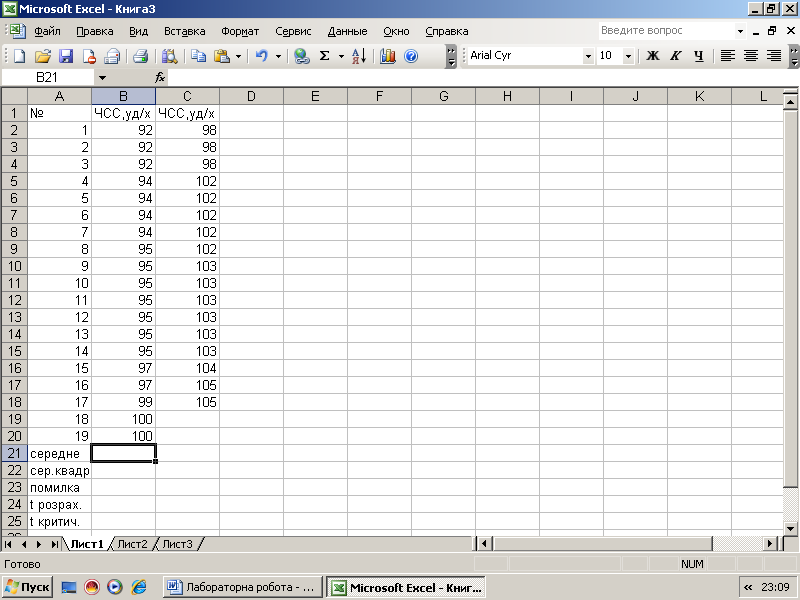 Microsoft Excel - Книга3
Файл Правка Вид Вставка Формат Сервис Данные Окно Справка Введите вопрос
Arial Cyr 10 Ж К Ч
B21 fx
A B C D E F G H I J K L
1 № ЧСС,уд/х ЧСС,уд/х
2 1 92 98
3 2 92 98
4 3 92 98
5 4 94 102
6 5 94 102
7 6 94 102
8 7 94 102
9 8 95 102
10 9 95 103
11 10 95 103
12 11 95 103
13 12 95 103
14 13 95 103
15 14 95 103
16 15 97 104
17 16 97 105
18 17 99 105
19 18 100
20 19 100
21 середне
22 сер.квадр
23 помилка
24 t розрах.
25 t критич.
Лист1 Лист2 Лист3
Готово NUM
Пуск Лабораторна робота - ... Microsoft Excel - Книг... 23:09